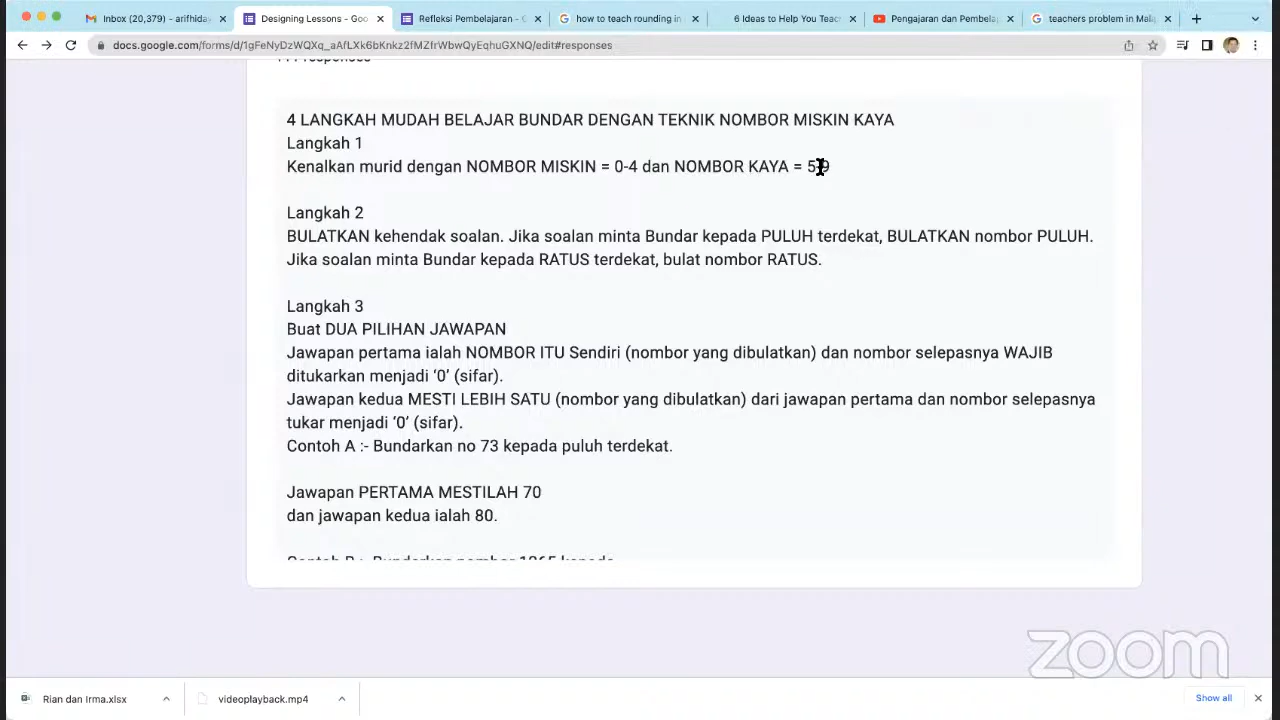 Inbox (20,379) - arifhida
Designing Lessons - Goo
Refleksi Pembelajaran - G
how to teach rounding in
6 Ideas to Help You Teac
Pengajaran dan Pembela
teachers problem in Mala
docs.google.com/forms/d/1gFeNyDzWQXq_aAfLXk6bKnkz2fMZfrWbwQyEqhuGXNQ/edit#responses
4 LANGKAH MUDAH BELAJAR BUNDAR DENGAN TEKNIK NOMBOR MISKIN KAYA
Langkah 1
Kenalkan murid dengan NOMBOR MISKIN = 0-4 dan NOMBOR KAYA = 5-9
Langkah 2
BULATKAN kehendak soalan. Jika soalan minta Bundar kepada PULUH terdekat, BULATKAN nombor PULUH.
Jika soalan minta Bundar kepada RATUS terdekat, bulat nombor RATUS.
Langkah 3
Buat DUA PILIHAN JAWAPAN
Jawapan pertama ialah NOMBOR ITU Sendiri (nombor yang dibulatkan) dan nombor selepasnya WAJIB
ditukarkan menjadi ‘0’ (sifar).
Jawapan kedua MESTI LEBIH SATU (nombor yang dibulatkan) dari jawapan pertama dan nombor selepasnya
tukar menjadi ‘0’ (sifar).
Contoh A :- Bundarkan no 73 kepada puluh terdekat.
Jawapan PERTAMA MESTILAH 70
dan jawapan kedua ialah 80.
Contoh B :- Bundarkan nombor 1865 kepada
zoom
Rian dan Irma.xlsx
videoplayback.mp4
Show all